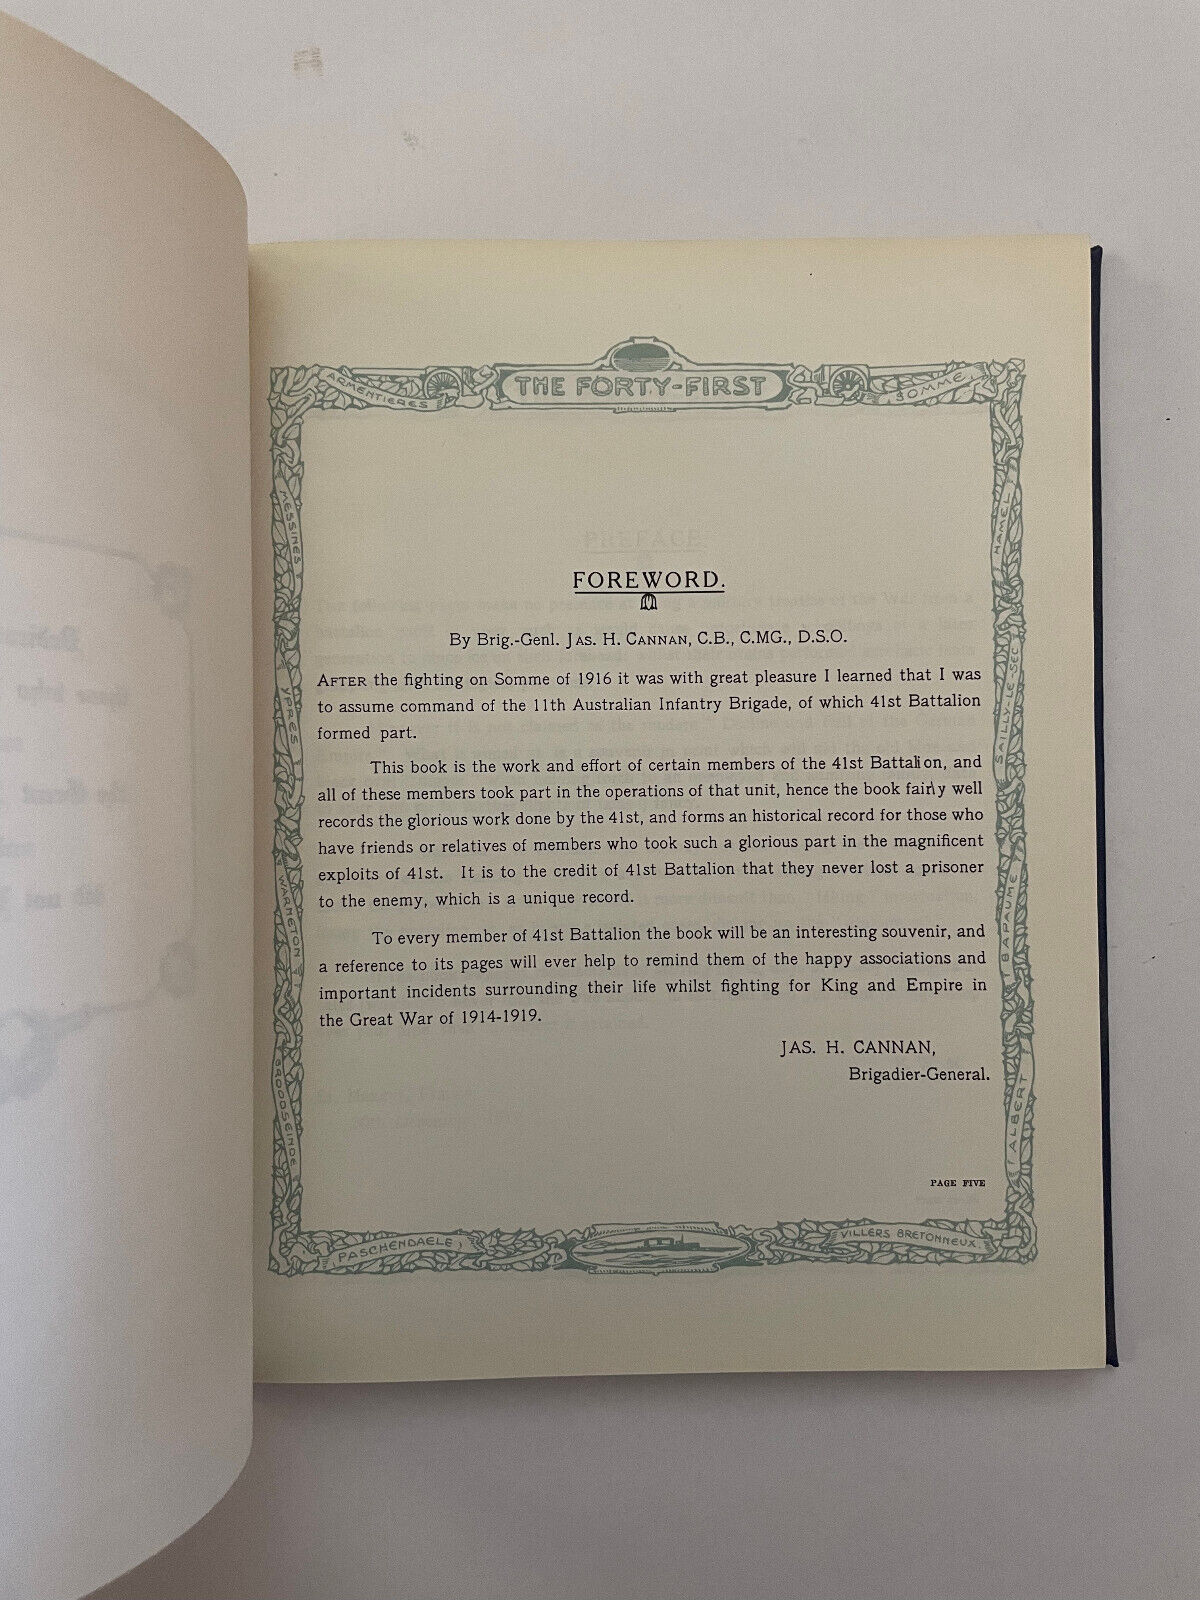 THE FORTY-FIRST
ARMENTIERES
SOMME
MESSINES
YPRES
WARNETON
BROODSEINDE
PASCHENDAELE
HAMEL
SAILLY-LE-SEC
BAPAUME
ALBERT
VILLERS BRETONNEUX
PREFACE
FOREWORD.
By Brig.-Genl. JAS. H. CANNAN, C.B., C.MG., D.S.O.
AFTER the fighting on Somme of 1916 it was with great pleasure I learned that I was
to assume command of the 11th Australian Infantry Brigade, of which 41st Battalion
formed part.
This book is the work and effort of certain members of the 41st Battalion, and
all of these members took part in the operations of that unit, hence the book fairly well
records the glorious work done by the 41st, and forms an historical record for those who
have friends or relatives of members who took such a glorious part in the magnificent
exploits of 41st. It is to the credit of 41st Battalion that they never lost a prisoner
to the enemy, which is a unique record.
To every member of 41st Battalion the book will be an interesting souvenir, and
a reference to its pages will ever help to remind them of the happy associations and
important incidents surrounding their life whilst fighting for King and Empire in
the Great War of 1914-1919.
JAS. H. CANNAN,
Brigadier-General.
PAGE FIVE